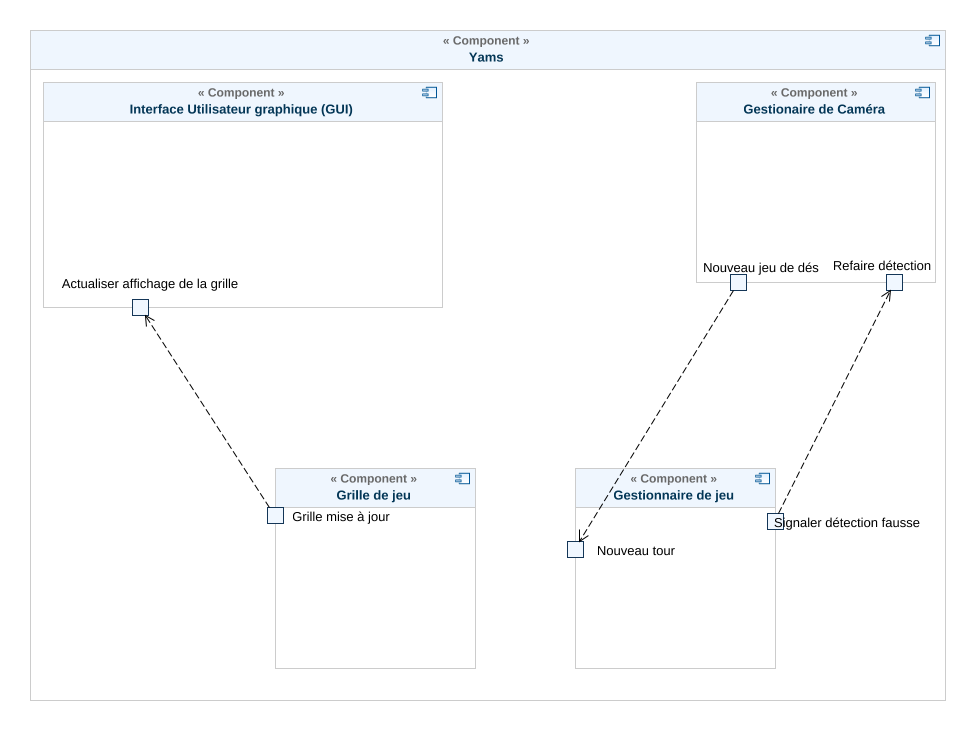 « Component »
Yams
« Component »
Interface Utilisateur graphique (GUI)
« Component »
Gestionaire de Caméra
Actualiser affichage de la grille
Nouveau jeu de dés
Refaire détection
« Component »
Grille de jeu
« Component »
Gestionnaire de jeu
Grille mise à jour
Signaler détection fausse
Nouveau tour